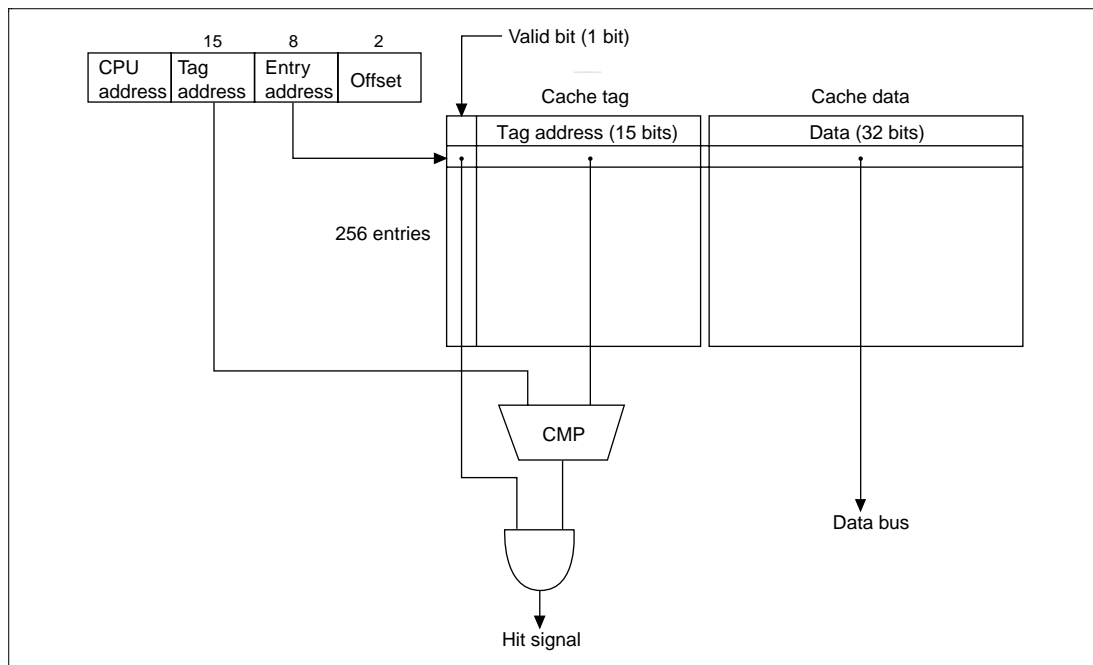 15 8 2
CPU address
Tag address
Entry address
Offset
Valid bit (1 bit)
Cache tag
Cache data
Tag address (15 bits)
Data (32 bits)
256 entries
CMP
Data bus
Hit signal